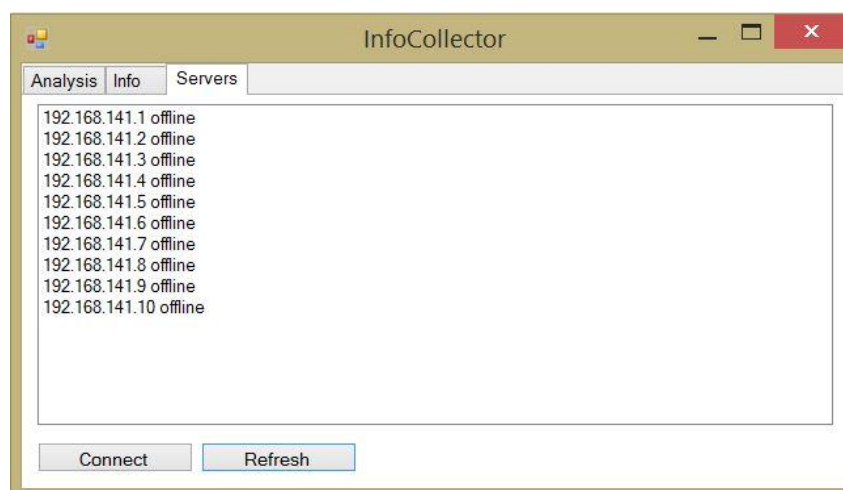 InfoCollector
Analysis Info Servers
192.168.141.1 offline
192.168.141.2 offline
192.168.141.3 offline
192.168.141.4 offline
192.168.141.5 offline
192.168.141.6 offline
192.168.141.7 offline
192.168.141.8 offline
192.168.141.9 offline
192.168.141.10 offline
Connect Refresh